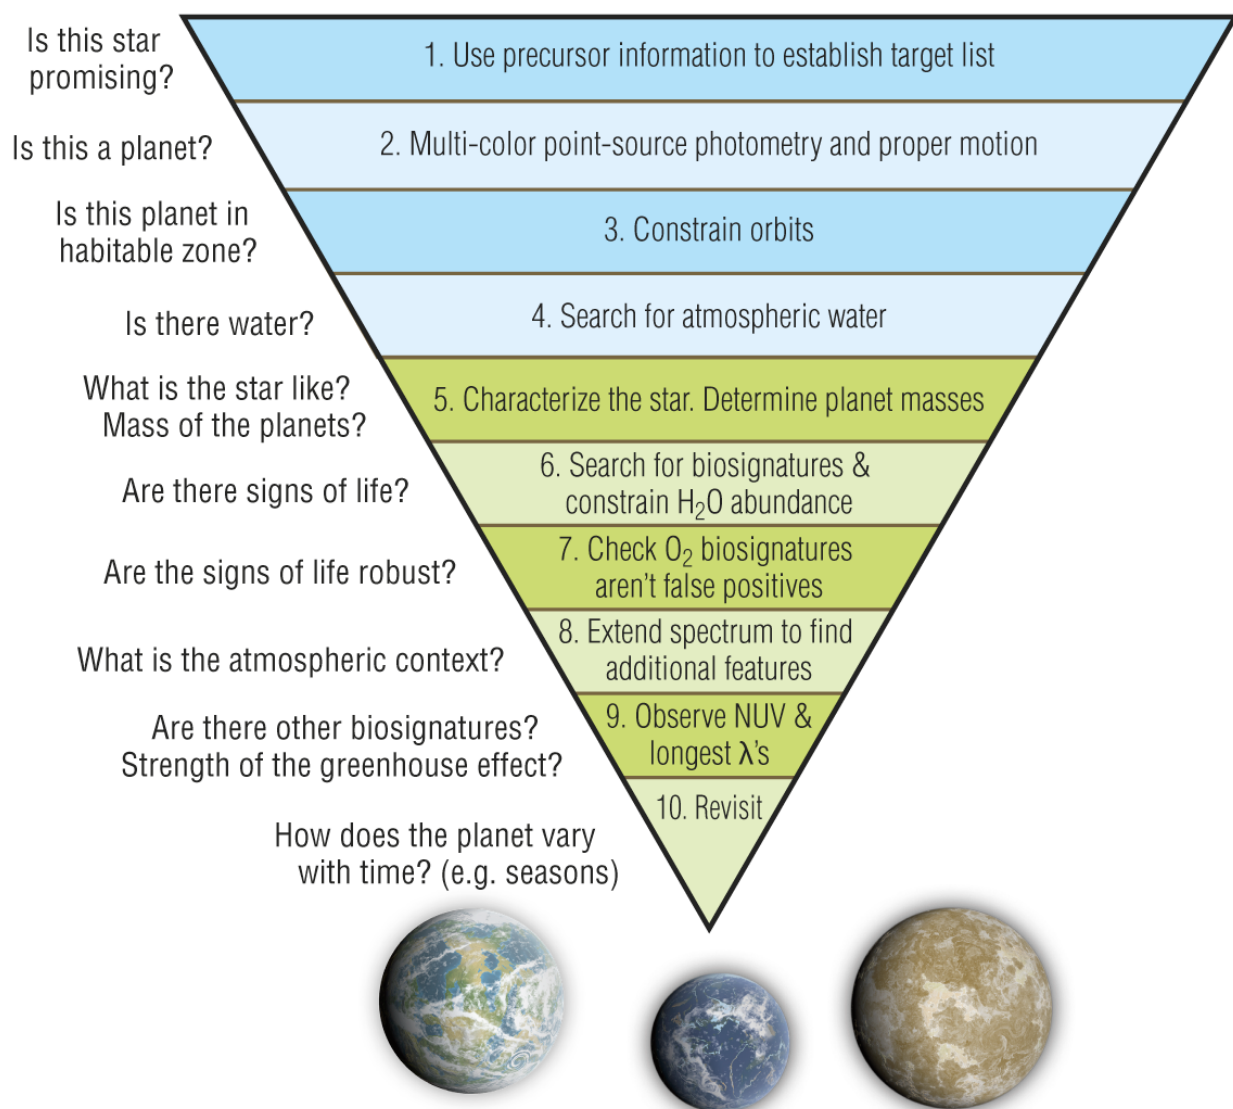 Is this star
promising?
1. Use precursor information to establish target list
Is this a planet?
2. Multi-color point-source photometry and proper motion
Is this planet in
habitable zone?
3. Constrain orbits
Is there water?
4. Search for atmospheric water
What is the star like?
Mass of the planets?
5. Characterize the star. Determine planet masses
Are there signs of life?
6. Search for biosignatures &
constrain H₂O abundance
Are the signs of life robust?
7. Check O₂ biosignatures
aren't false positives
What is the atmospheric context?
8. Extend spectrum to find
additional features
Are there other biosignatures?
Strength of the greenhouse effect?
9. Observe NUV &
longest λ's
How does the planet vary
with time? (e.g. seasons)
10. Revisit